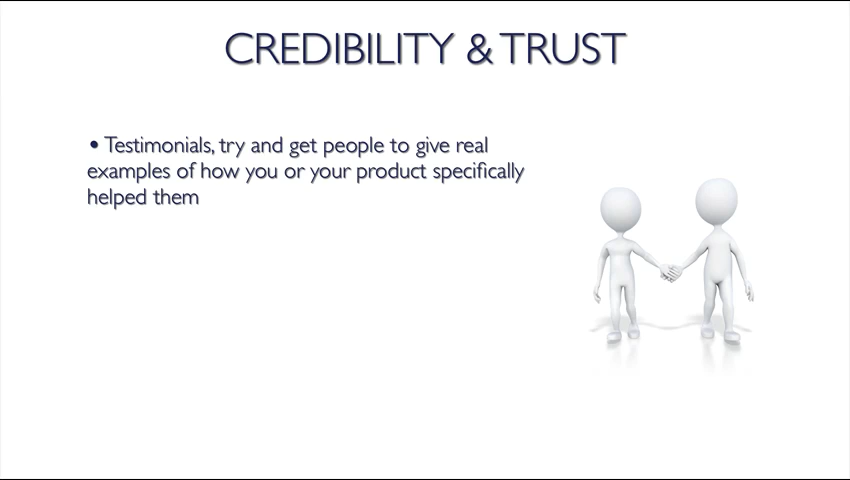 CREDIBILITY & TRUST
• Testimonials, try and get people to give real
examples of how you or your product specifically
helped them